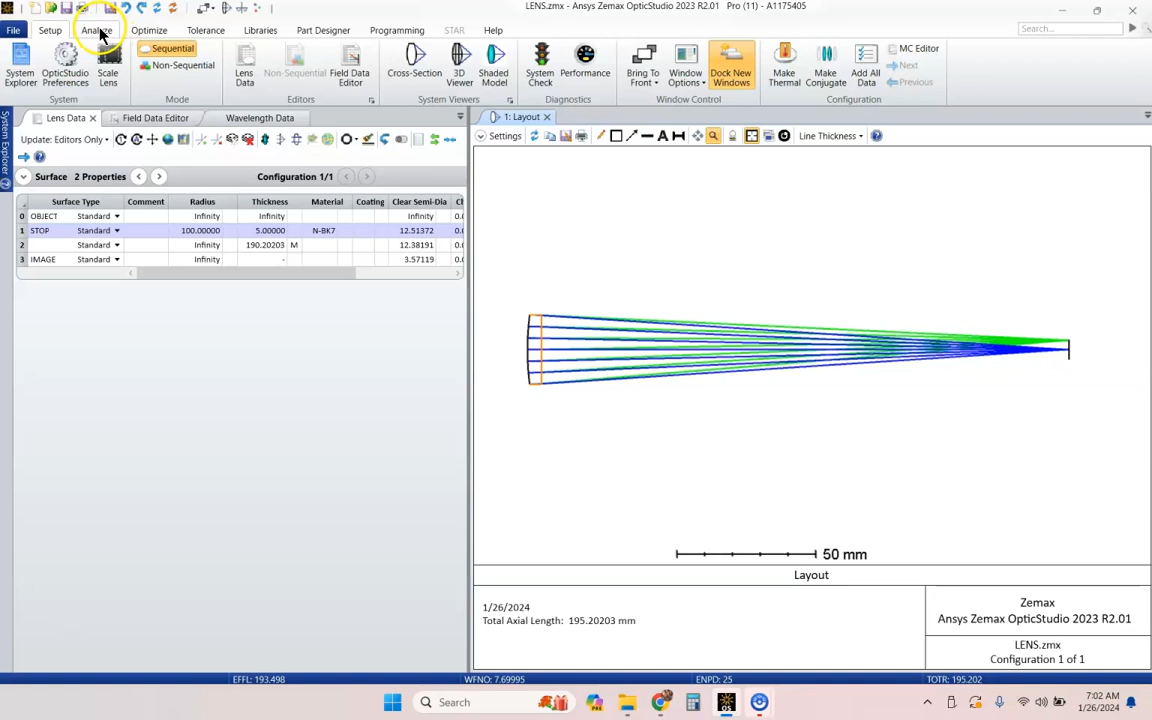 LENS.zmx - Ansys Zemax OpticStudio 2023 R2.01 - Pro (11) - A1175405
File Setup Analyze Optimize Tolerance Libraries Part Designer Programming STAR Help Search...
Sequential MC Editor
Non-Sequential Next
System Explorer OpticStudio Preferences Scale Lens Lens Data Non-Sequential Field Data Editor Cross-Section 3D Viewer Shaded Model System Check Performance Bring To Front Window Options Dock New Windows Make Thermal Make Conjugate Add All Data Previous
System Mode Editors System Viewers Diagnostics Window Control Configuration
System Explorer
Lens Data Field Data Editor Wavelength Data 1: Layout
Update: Editors Only Settings Line Thickness
Surface 2 Properties Configuration 1/1
Surface Type Comment Radius Thickness Material Coating Clear Semi-Dia
0 OBJECT Standard Infinity Infinity Infinity 0.
1 STOP Standard 100.00000 5.00000 N-BK7 12.51372 0.
2 Standard Infinity 190.20203 M 12.38191 0.
3 IMAGE Standard Infinity - 3.57119 0.
50 mm
Layout
1/26/2024
Total Axial Length: 195.20203 mm
Zemax
Ansys Zemax OpticStudio 2023 R2.01
LENS.zmx
Configuration 1 of 1
EFFL: 193.498 WFNO: 7.69995 ENPD: 25 TOTR: 195.202
Search 7:02 AM
1/26/2024